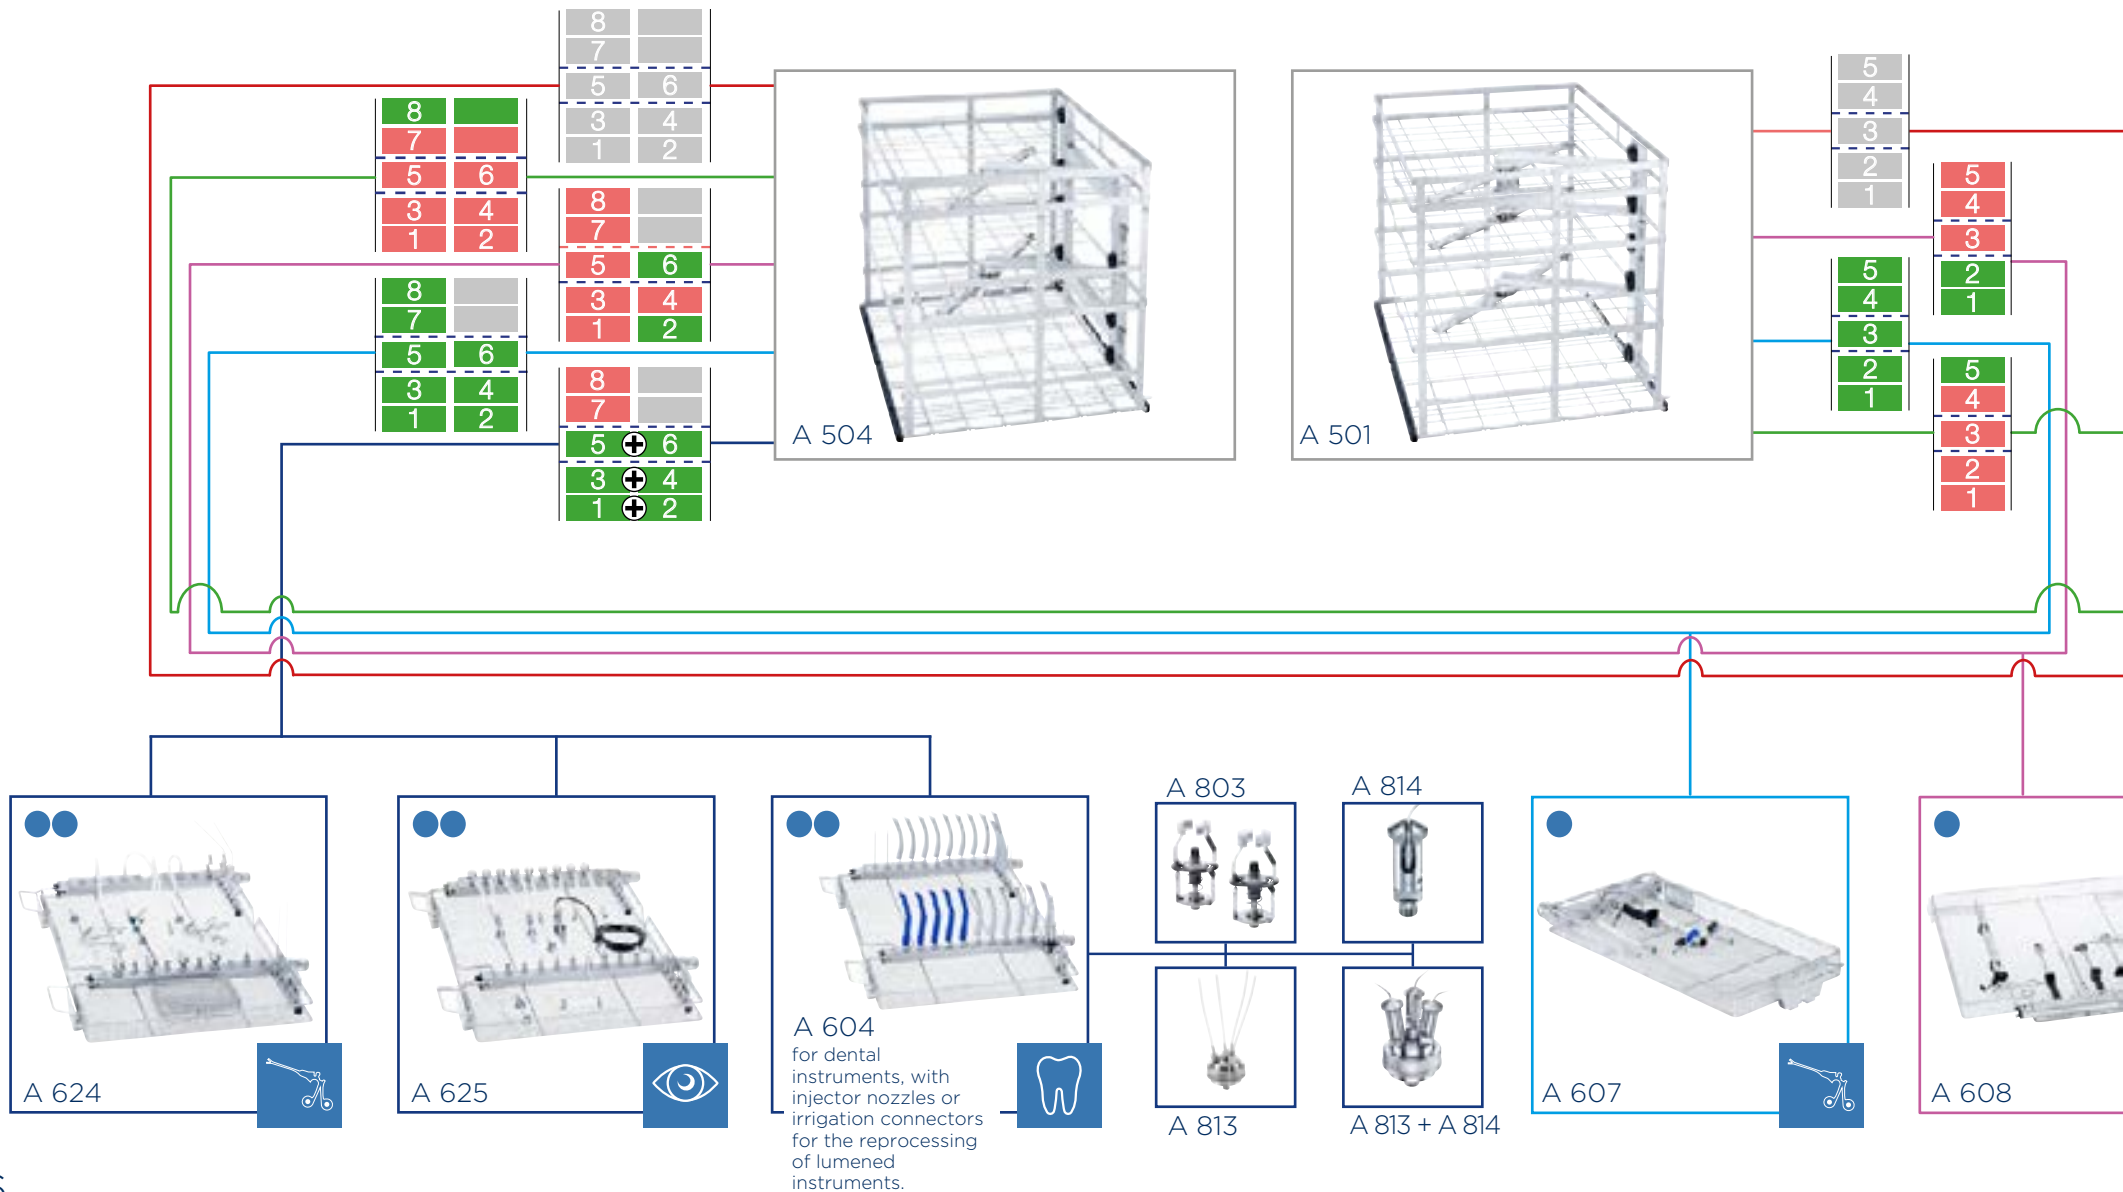 8
7
5 6
3 4
1 2
8
7
5 6
3 4
1 2
8
7
5 6
3 4
1 2
8
7
5 6
3 4
1 2
8
7
5 6
3 4
1 2
A 504
A 501
5
4
3
2
1
5
4
3
2
1
5
4
3
2
1
5
4
3
2
1
A 624
A 625
A 604
for dental
instruments, with
injector nozzles or
irrigation connectors
for the reprocessing
of lumened
instruments.
A 803
A 814
A 813
A 813 + A 814
A 607
A 608